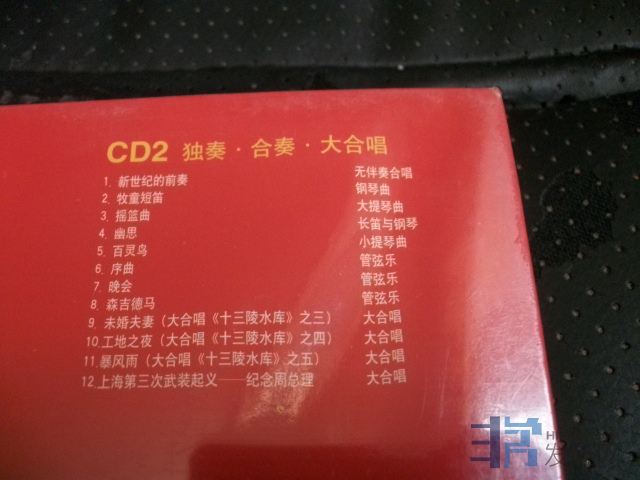 CD2 独奏·合奏·大合唱
1. 新世纪的前奏 无伴奏合唱
2. 牧童短笛 钢琴曲
3. 摇篮曲 大提琴曲
4. 幽思 长笛与钢琴
5. 百灵鸟 小提琴曲
6. 序曲 管弦乐
7. 晚会 管弦乐
8. 森吉德马 管弦乐
9. 未婚夫妻（大合唱《十三陵水库》之三） 大合唱
10.工地之夜（大合唱《十三陵水库》之四） 大合唱
11.暴风雨（大合唱《十三陵水库》之五） 大合唱
12.上海第三次武装起义——纪念周总理 大合唱